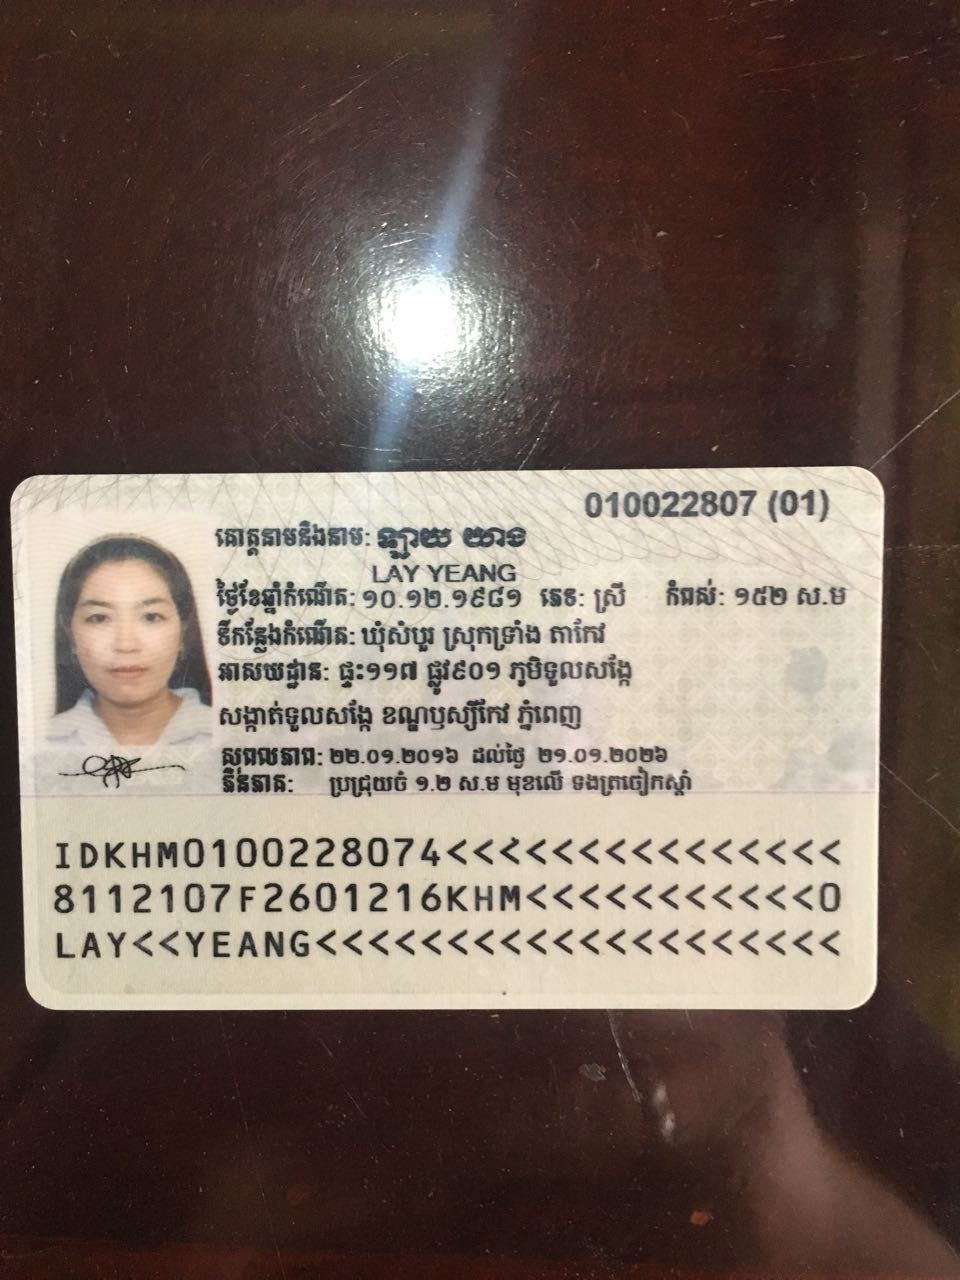 010022807 (01)
គោត្តនាមនិងនាម: ឡាយ យាង
LAY YEANG
ថ្ងៃខែឆ្នាំកំណើត: ១០.១២.១៩៨១ ភេទ: ស្រី កំពស់: ១៥២ ស.ម
ទីកន្លែងកំណើត: ឃុំសំបួរ ស្រុកទ្រាំង តាកែវ
អាសយដ្ឋាន: ផ្ទះ១១៧ ផ្លូវ៩០១ ភូមិទួលសង្កែ
សង្កាត់ទួលសង្កែ ខណ្ឌឫស្សីកែវ ភ្នំពេញ
សុពលភាព: ២២.០១.២០១៦ ដល់ថ្ងៃ ២១.០១.២០២៦
ភិនភាគ: ប្រជ្រុយចំ ១.២ ស.ម មុខលើ ទងត្រចៀកស្តាំ
IDKHM0100228074<<<<<<<<<<<<<<<
8112107F2601216KHM<<<<<<<<<<<0
LAY<<YEANG<<<<<<<<<<<<<<<<<<<<